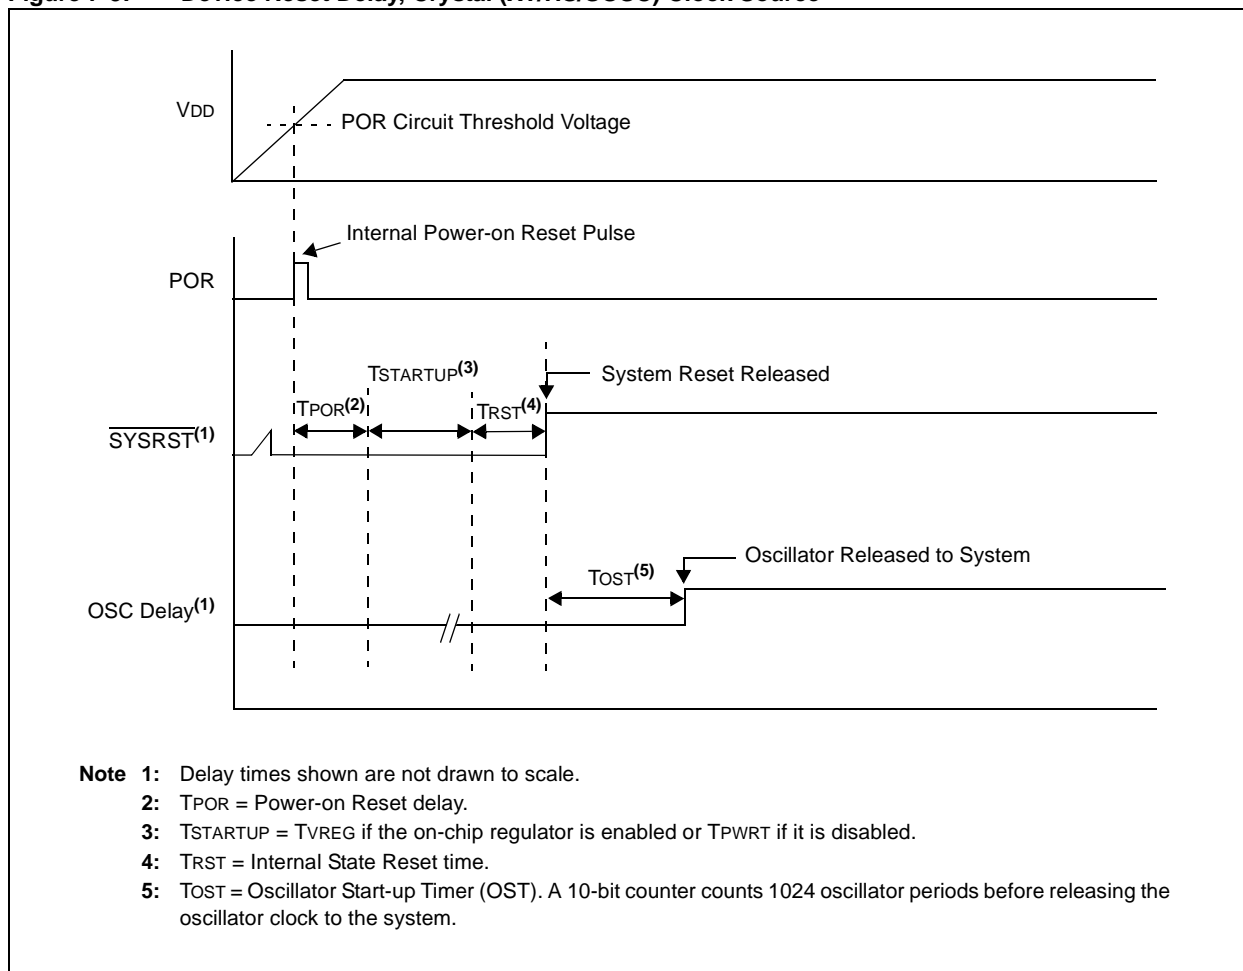 VDD
POR Circuit Threshold Voltage
Internal Power-on Reset Pulse
POR
TSTARTUP(3)
System Reset Released
TPOR(2)
TRST(4)
SYSRST(1)
Oscillator Released to System
TOST(5)
OSC Delay(1)
Note 1: Delay times shown are not drawn to scale.
2: TPOR = Power-on Reset delay.
3: TSTARTUP = TVREG if the on-chip regulator is enabled or TPWRT if it is disabled.
4: TRST = Internal State Reset time.
5: TOST = Oscillator Start-up Timer (OST). A 10-bit counter counts 1024 oscillator periods before releasing the
oscillator clock to the system.